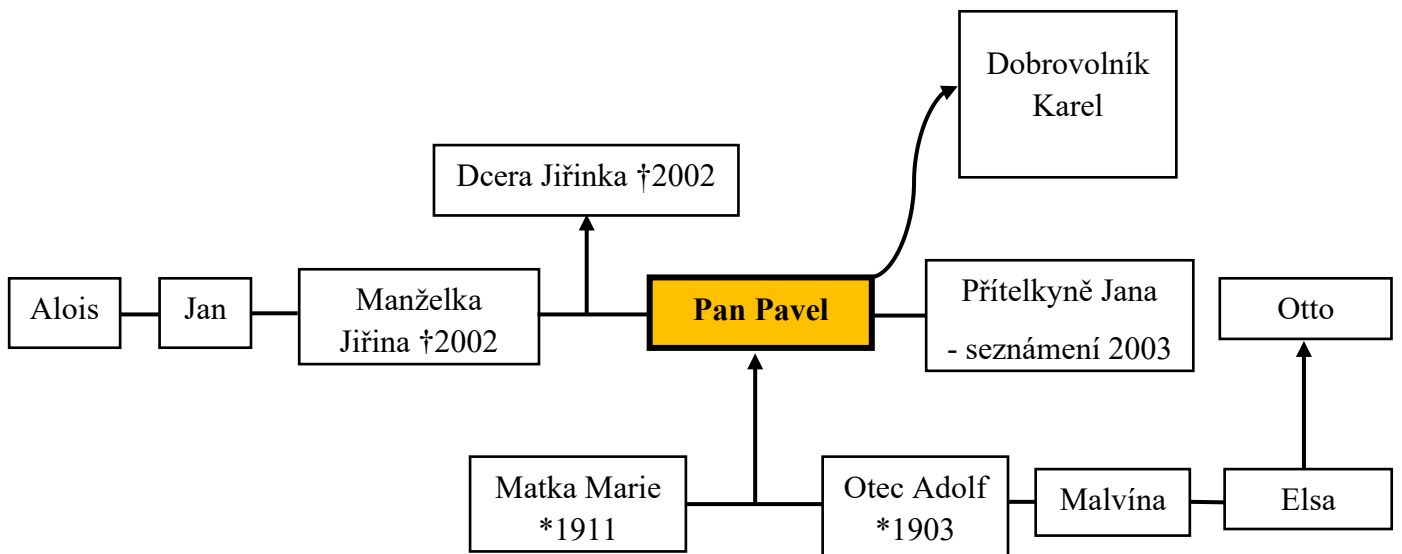 Dobrovolník
Karel
Dcera Jiřinka †2002
Alois
Jan
Manželka
Jiřina †2002
Pan Pavel
Přítelkyně Jana
- seznámení 2003
Otto
Matka Marie
*1911
Otec Adolf
*1903
Malvína
Elsa